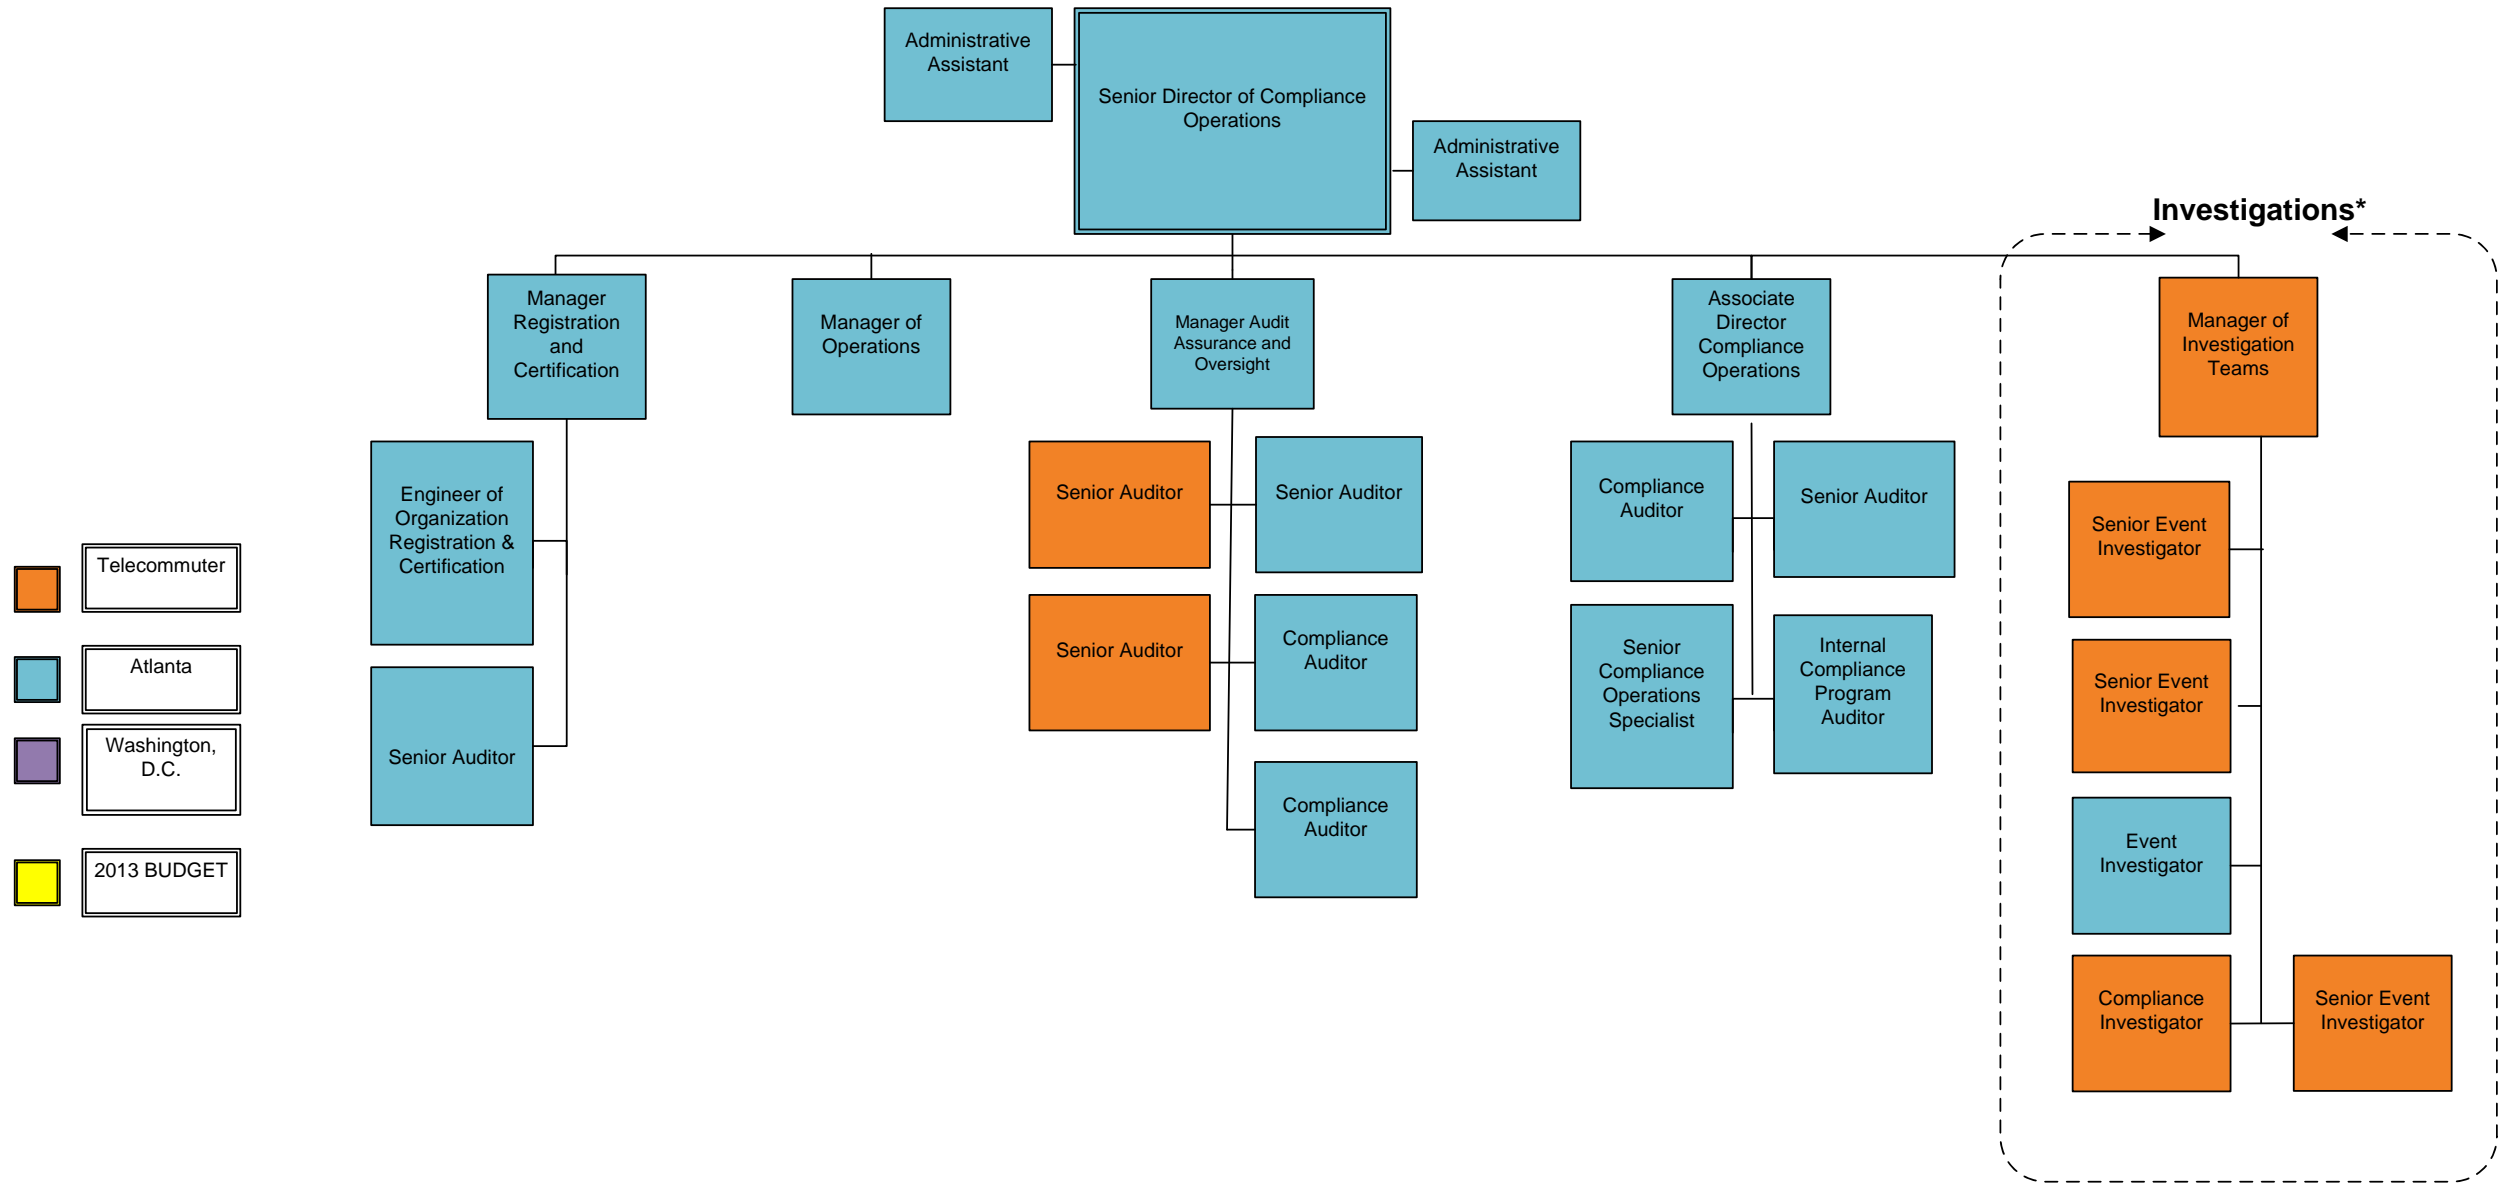 Administrative
Assistant
Senior Director of Compliance
Operations
Administrative
Assistant
Investigations*
Manager
Registration
and
Certification
Manager of
Operations
Manager Audit
Assurance and
Oversight
Associate
Director
Compliance
Operations
Manager of
Investigation
Teams
Engineer of
Organization
Registration &
Certification
Senior Auditor
Senior Auditor
Senior Auditor
Senior Auditor
Compliance
Auditor
Compliance
Auditor
Compliance
Auditor
Senior Auditor
Senior
Compliance
Operations
Specialist
Internal
Compliance
Program
Auditor
Senior Event
Investigator
Senior Event
Investigator
Event
Investigator
Compliance
Investigator
Senior Event
Investigator
Telecommuter
Atlanta
Washington,
D.C.
2013 BUDGET